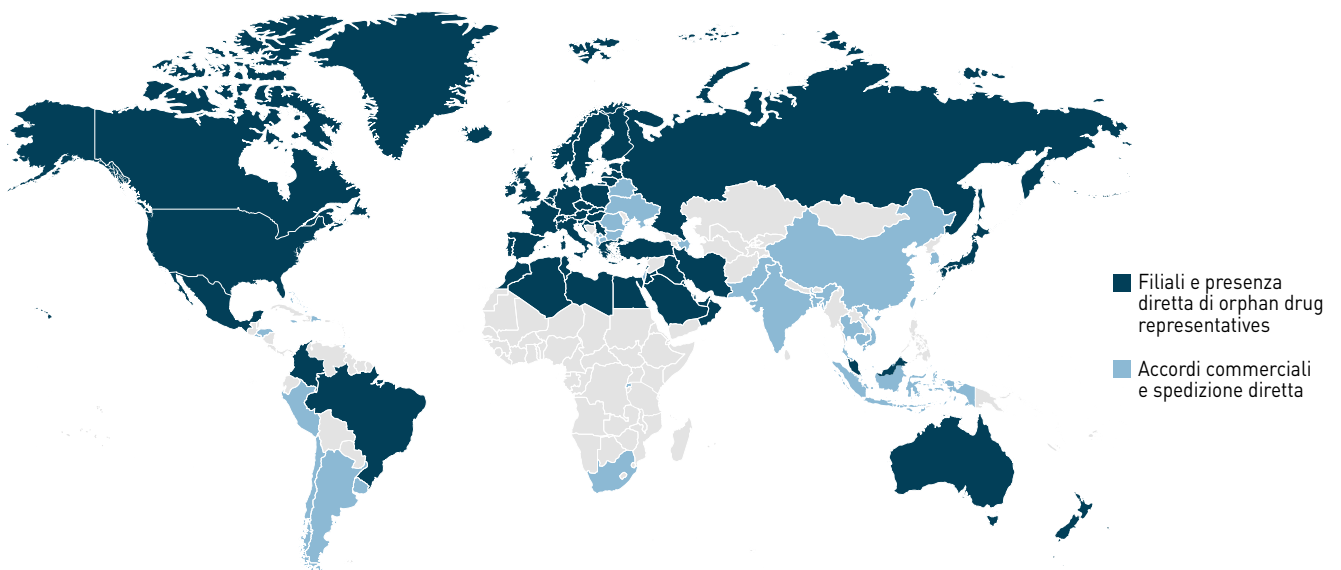 Filiali e presenza
diretta di orphan drug
representatives
Accordi commerciali
e spedizione diretta